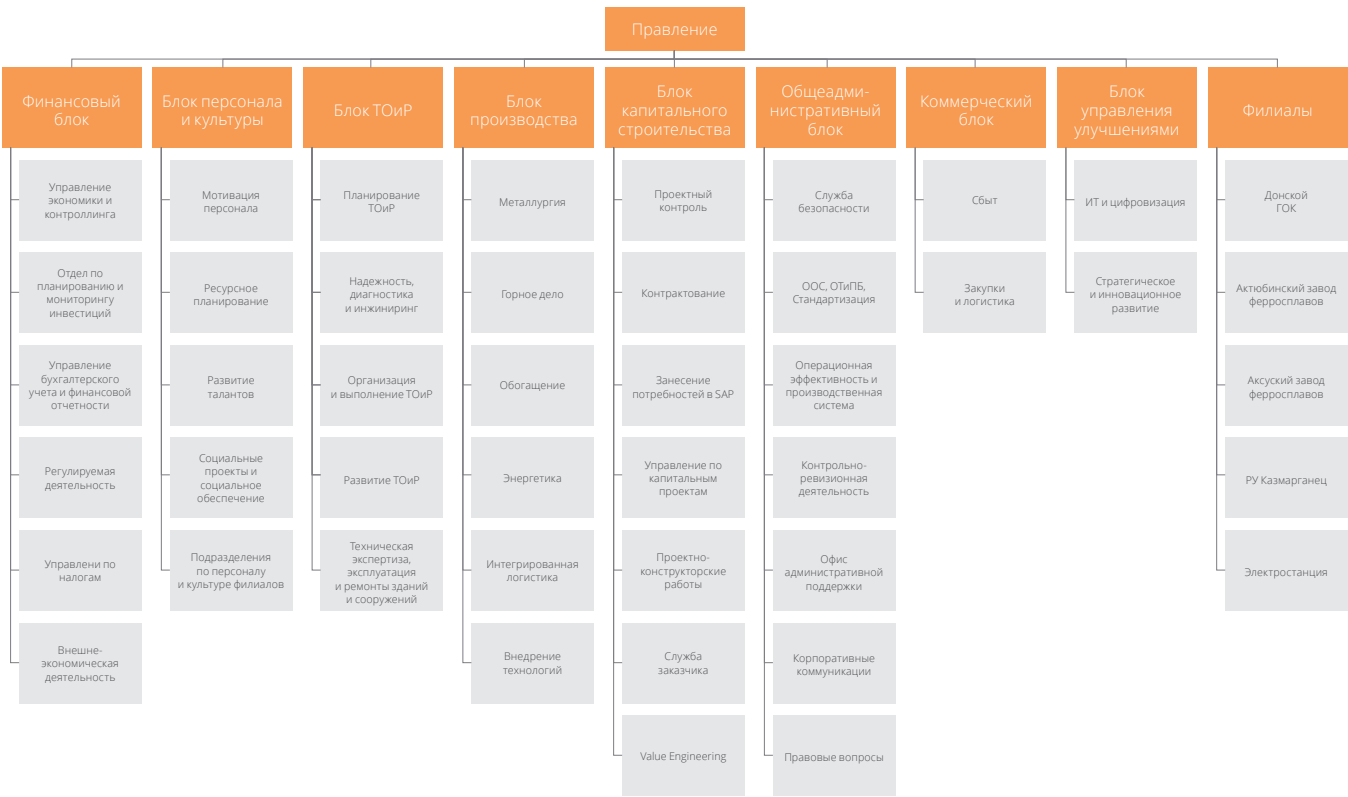 Правление
Финансовый
блок
Управление
экономики и
контроллинга
Отдел по
планированию и
мониторингу
инвестиций
Управление
бухгалтерского
учета и финансовой
отчетности
Регулируемая
деятельность
Управлени по
налогам
Внешне-
экономическая
деятельность
Блок персонала
и культуры
Мотивация
персонала
Ресурсное
планирование
Развитие
талантов
Социальные
проекты и
социальное
обеспечение
Подразделения
по персоналу
и культуре филиалов
Блок ТОиР
Планирование
ТОиР
Надежность,
диагностика
и инжиниринг
Организация
и выполнение ТОиР
Развитие ТОиР
Техническая
экспертиза,
эксплуатация
и ремонты зданий
и сооружений
Блок
производства
Металлургия
Горное дело
Обогащение
Энергетика
Интегрированная
логистика
Внедрение
технологий
Блок
капитального
строительства
Проектный
контроль
Контрактование
Занесение
потребностей в SAP
Управление по
капитальным
проектам
Проектно-
конструкторские
работы
Служба
заказчика
Value Engineering
Общеадми-
нистративный
блок
Служба
безопасности
ООС, ОТиПБ,
Стандартизация
Операционная
эффективность и
производственная
система
Контрольно-
ревизионная
деятельность
Офис
административной
поддержки
Корпоративные
коммуникации
Правовые вопросы
Коммерческий
блок
Сбыт
Закупки
и логистика
Блок
управления
улучшениями
ИТ и цифровизация
Стратегическое
и инновационное
развитие
Филиалы
Донской
ГОК
Актюбинский завод
ферросплавов
Аксуский завод
ферросплавов
РУ Казмарганец
Электростанция